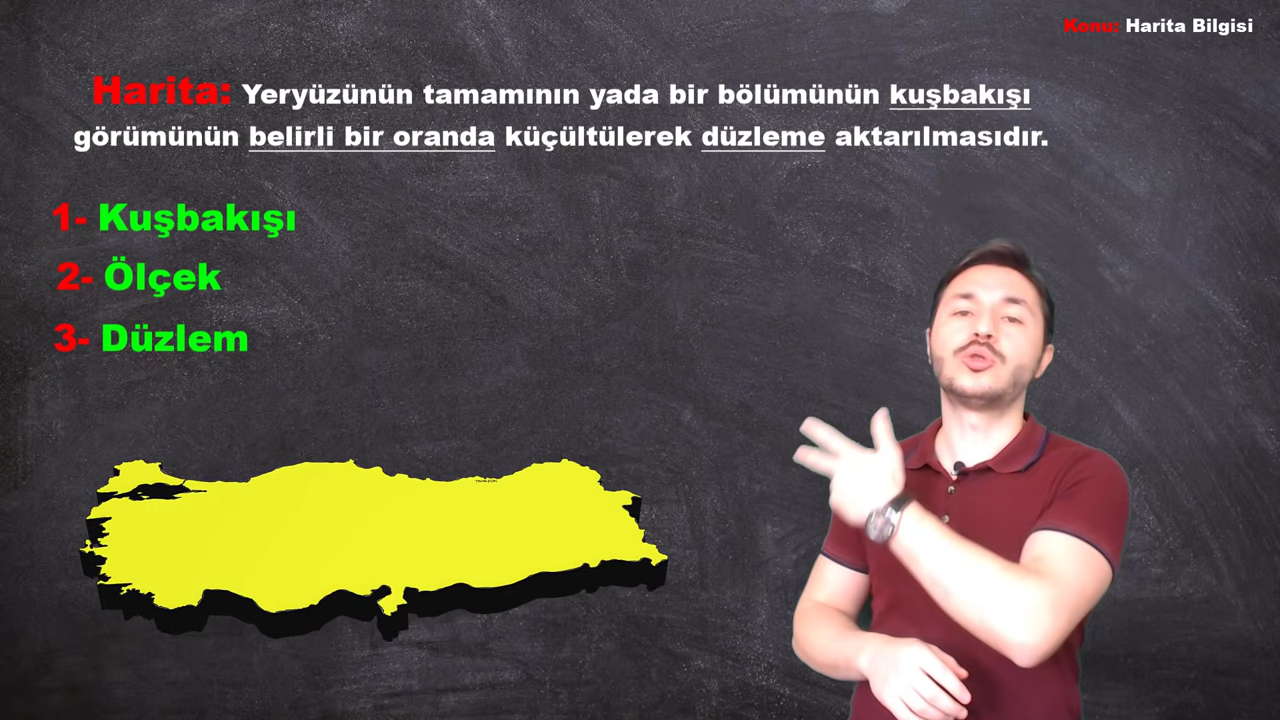 Konu: Harita Bilgisi
Harita: Yeryüzünün tamamının yada bir bölümünün kuşbakışı
görümünün belirli bir oranda küçültülerek düzleme aktarılmasıdır.
1- Kuşbakışı
2- Ölçek
3- Düzlem